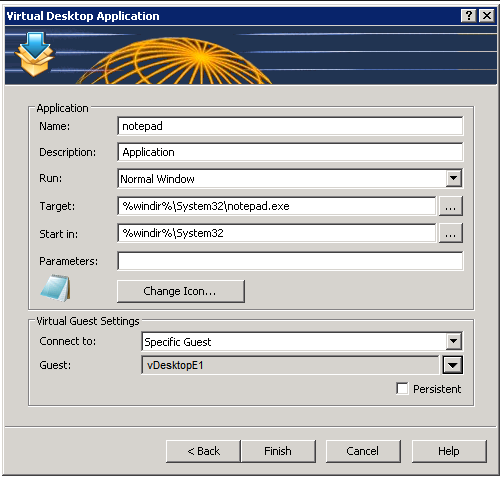 Virtual Desktop Application
Application
Name: notepad
Description: Application
Run: Normal Window
Target: %windir%\System32\notepad.exe ...
Start in: %windir%\System32 ...
Parameters:
Change Icon...
Virtual Guest Settings
Connect to: Specific Guest
Guest: vDesktopE1
Persistent
< Back Finish Cancel Help